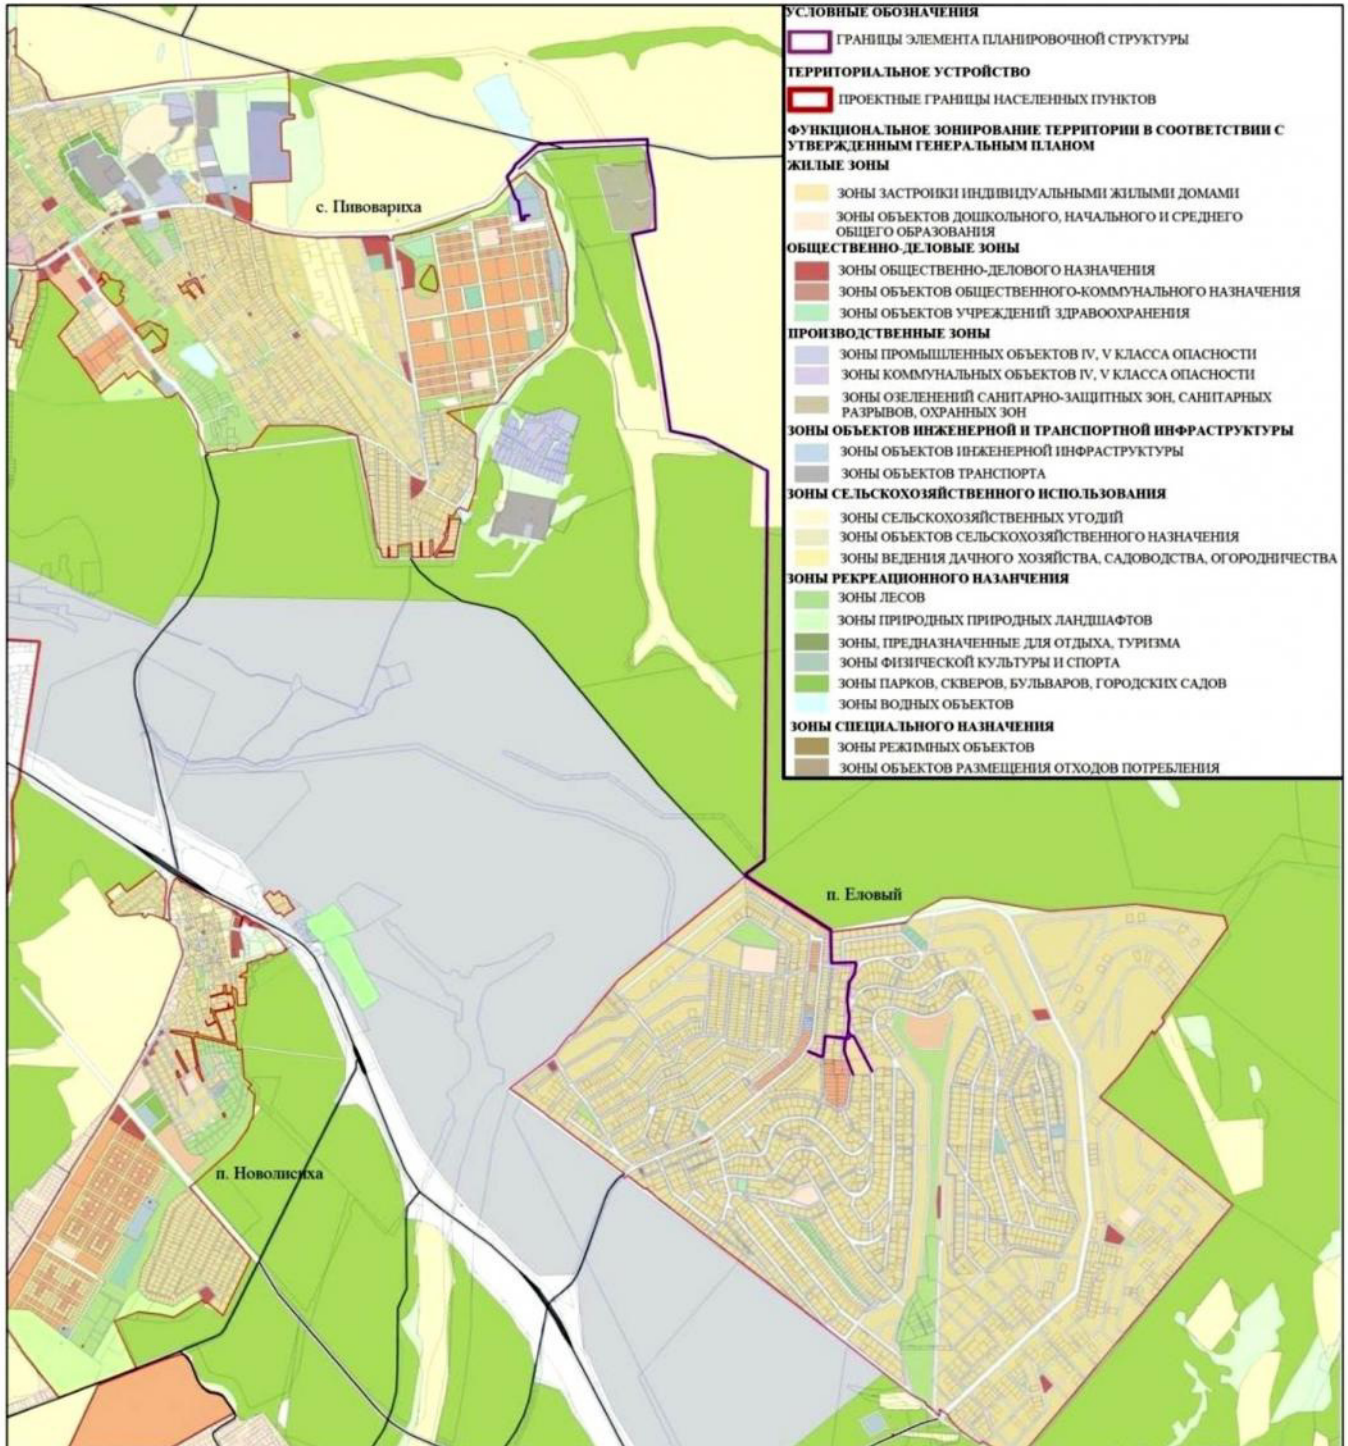 УСЛОВНЫЕ ОБОЗНАЧЕНИЯ
ГРАНИЦЫ ЭЛЕМЕНТА ПЛАНИРОВОЧНОЙ СТРУКТУРЫ
ТЕРРИТОРИАЛЬНОЕ УСТРОЙСТВО
ПРОЕКТНЫЕ ГРАНИЦЫ НАСЕЛЕННЫХ ПУНКТОВ
ФУНКЦИОНАЛЬНОЕ ЗОНИРОВАНИЕ ТЕРРИТОРИИ В СООТВЕТСТВИИ С
УТВЕРЖДЕННЫМ ГЕНЕРАЛЬНЫМ ПЛАНОМ
ЖИЛЫЕ ЗОНЫ
ЗОНЫ ЗАСТРОЙКИ ИНДИВИДУАЛЬНЫМИ ЖИЛЫМИ ДОМАМИ
ЗОНЫ ОБЪЕКТОВ ДОШКОЛЬНОГО, НАЧАЛЬНОГО И СРЕДНЕГО
ОБЩЕГО ОБРАЗОВАНИЯ
ОБЩЕСТВЕННО-ДЕЛОВЫЕ ЗОНЫ
ЗОНЫ ОБЩЕСТВЕННО-ДЕЛОВОГО НАЗНАЧЕНИЯ
ЗОНЫ ОБЪЕКТОВ ОБЩЕСТВЕННОГО-КОММУНАЛЬНОГО НАЗНАЧЕНИЯ
ЗОНЫ ОБЪЕКТОВ УЧРЕЖДЕНИЙ ЗДРАВООХРАНЕНИЯ
ПРОИЗВОДСТВЕННЫЕ ЗОНЫ
ЗОНЫ ПРОМЫШЛЕННЫХ ОБЪЕКТОВ IV, V КЛАССА ОПАСНОСТИ
ЗОНЫ КОММУНАЛЬНЫХ ОБЪЕКТОВ IV, V КЛАССА ОПАСНОСТИ
ЗОНЫ ОЗЕЛЕНЕНИЙ САНИТАРНО-ЗАЩИТНЫХ ЗОН, САНИТАРНЫХ
РАЗРЫВОВ, ОХРАННЫХ ЗОН
ЗОНЫ ОБЪЕКТОВ ИНЖЕНЕРНОЙ И ТРАНСПОРТНОЙ ИНФРАСТРУКТУРЫ
ЗОНЫ ОБЪЕКТОВ ИНЖЕНЕРНОЙ ИНФРАСТРУКТУРЫ
ЗОНЫ ОБЪЕКТОВ ТРАНСПОРТА
ЗОНЫ СЕЛЬСКОХОЗЯЙСТВЕННОГО ИСПОЛЬЗОВАНИЯ
ЗОНЫ СЕЛЬСКОХОЗЯЙСТВЕННЫХ УГОДИЙ
ЗОНЫ ОБЪЕКТОВ СЕЛЬСКОХОЗЯЙСТВЕННОГО НАЗНАЧЕНИЯ
ЗОНЫ ВЕДЕНИЯ ДАЧНОГО ХОЗЯЙСТВА, САДОВОДСТВА, ОГОРОДНИЧЕСТВА
ЗОНЫ РЕКРЕАЦИОННОГО НАЗАНЧЕНИЯ
ЗОНЫ ЛЕСОВ
ЗОНЫ ПРИРОДНЫХ ПРИРОДНЫХ ЛАНДШАФТОВ
ЗОНЫ, ПРЕДНАЗНАЧЕННЫЕ ДЛЯ ОТДЫХА, ТУРИЗМА
ЗОНЫ ФИЗИЧЕСКОЙ КУЛЬТУРЫ И СПОРТА
ЗОНЫ ПАРКОВ, СКВЕРОВ, БУЛЬВАРОВ, ГОРОДСКИХ САДОВ
ЗОНЫ ВОДНЫХ ОБЪЕКТОВ
ЗОНЫ СПЕЦИАЛЬНОГО НАЗНАЧЕНИЯ
ЗОНЫ РЕЖИМНЫХ ОБЪЕКТОВ
ЗОНЫ ОБЪЕКТОВ РАЗМЕЩЕНИЯ ОТХОДОВ ПОТРЕБЛЕНИЯ
с. Пивовариха
п. Еловый
п. Новолисиха